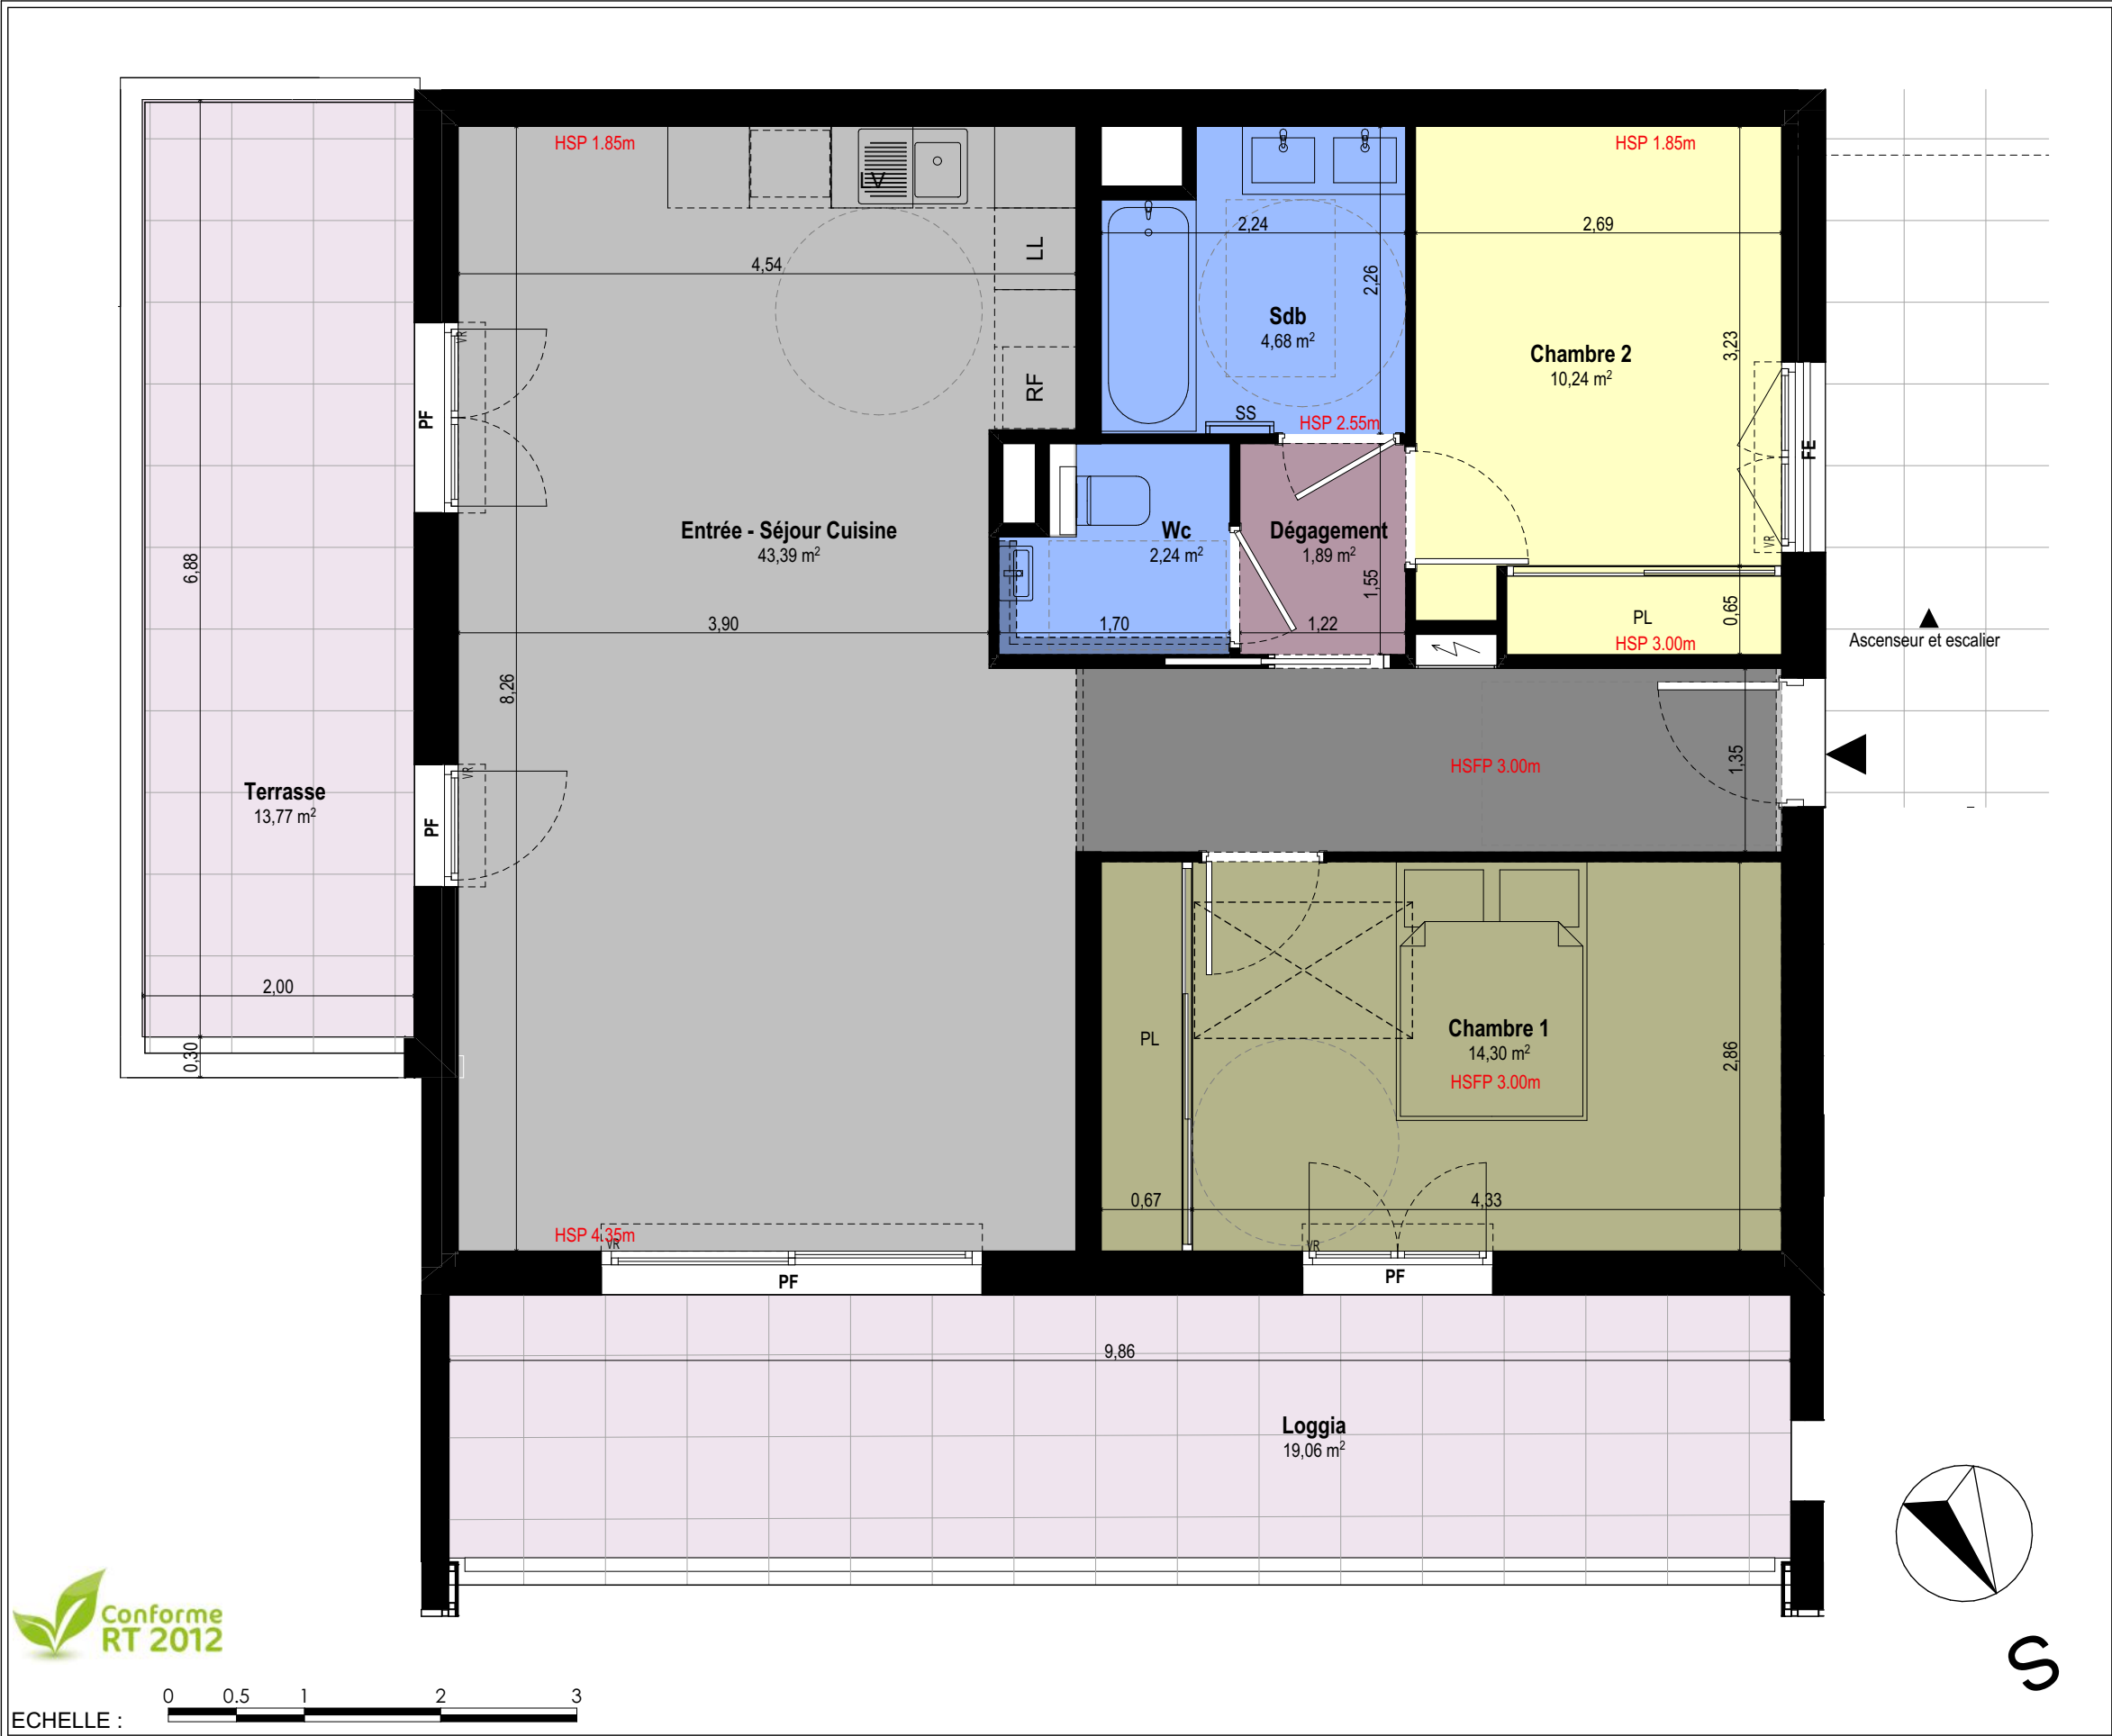 HSP 1.85m
HSP 1.85m
LV
2,24
2,69
LL
4,54
2,26
Sdb
4,68 m²
VR
3,23
Chambre 2
10,24 m²
RF
PF
SS
HSP 2.55m
FE
Entrée - Séjour Cuisine
43,39 m²
Wc
2,24 m²
Dégagement
1,89 m²
VR
6,88
1,55
0,65
PL
3,90
1,70
1,22
HSP 3.00m
Ascenseur et escalier
8,26
1,35
HSFP 3.00m
VR
Terrasse
13,77 m²
PF
2,00
0,30
PL
Chambre 1
14,30 m²
HSFP 3.00m
2,86
0,67
4,33
HSP 4.35m
VR
VR
PF
PF
9,86
Loggia
19,06 m²
Conforme
RT 2012
S
0 0.5 1 2 3
ECHELLE :